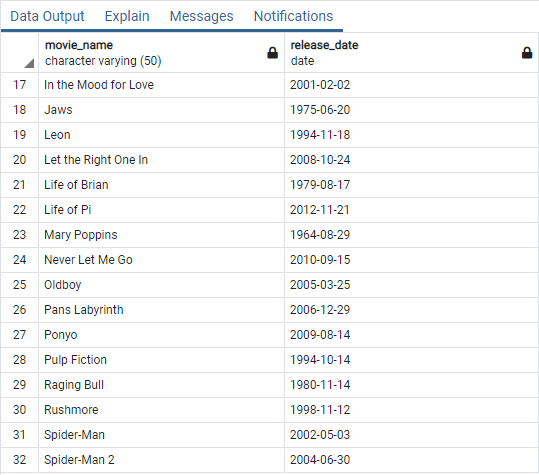 Data Output Explain Messages Notifications
movie_name release_date
character varying (50) date
17 In the Mood for Love 2001-02-02
18 Jaws 1975-06-20
19 Leon 1994-11-18
20 Let the Right One In 2008-10-24
21 Life of Brian 1979-08-17
22 Life of Pi 2012-11-21
23 Mary Poppins 1964-08-29
24 Never Let Me Go 2010-09-15
25 Oldboy 2005-03-25
26 Pans Labyrinth 2006-12-29
27 Ponyo 2009-08-14
28 Pulp Fiction 1994-10-14
29 Raging Bull 1980-11-14
30 Rushmore 1998-11-12
31 Spider-Man 2002-05-03
32 Spider-Man 2 2004-06-30